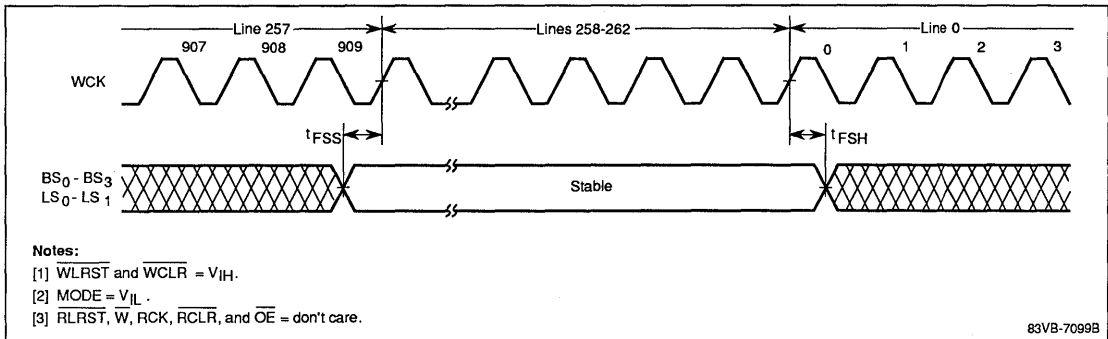 Line 257 Lines 258-262 Line 0
907 908 909 0 1 2 3
WCK
tFSS tFSH
BS0 - BS3
LS0 - LS1
Stable
Notes:
[1] WLRST and WCLR = VIH.
[2] MODE = VIL .
[3] RLRST, W, RCK, RCLR, and OE = don't care.
83VB-7099B